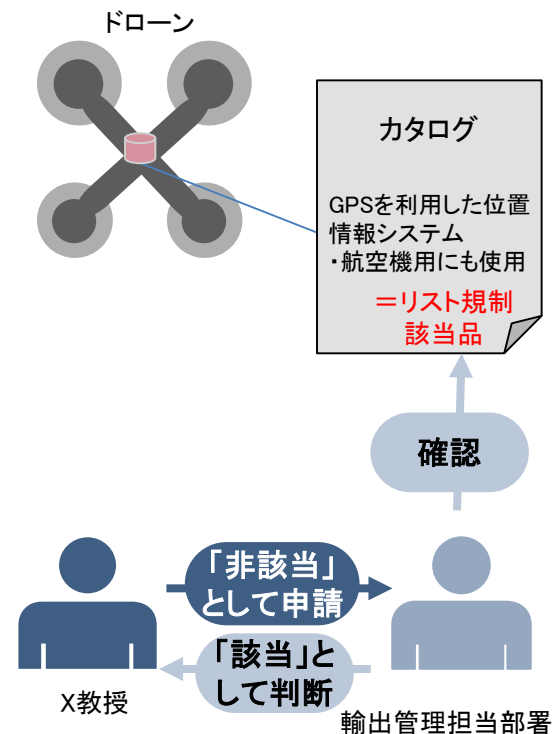 ドローン
カタログ
GPSを利用した位置
情報システム
・航空機用にも使用
＝リスト規制
該当品
確認
「非該当」
として申請
「該当」と
して判断
X教授
輸出管理担当部署